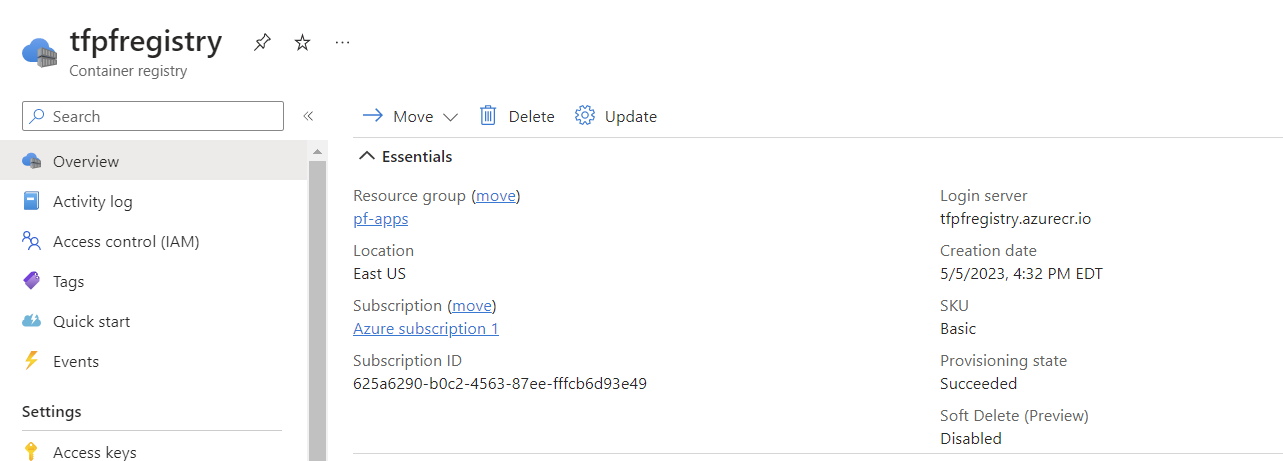 tfpfregistry
Container registry
Search
Overview
Activity log
Access control (IAM)
Tags
Quick start
Events
Settings
Access keys
Move
Delete
Update
Essentials
Resource group (move)
pf-apps
Location
East US
Subscription (move)
Azure subscription 1
Subscription ID
625a6290-b0c2-4563-87ee-fffcb6d93e49
Login server
tfpfregistry.azurecr.io
Creation date
5/5/2023, 4:32 PM EDT
SKU
Basic
Provisioning state
Succeeded
Soft Delete (Preview)
Disabled